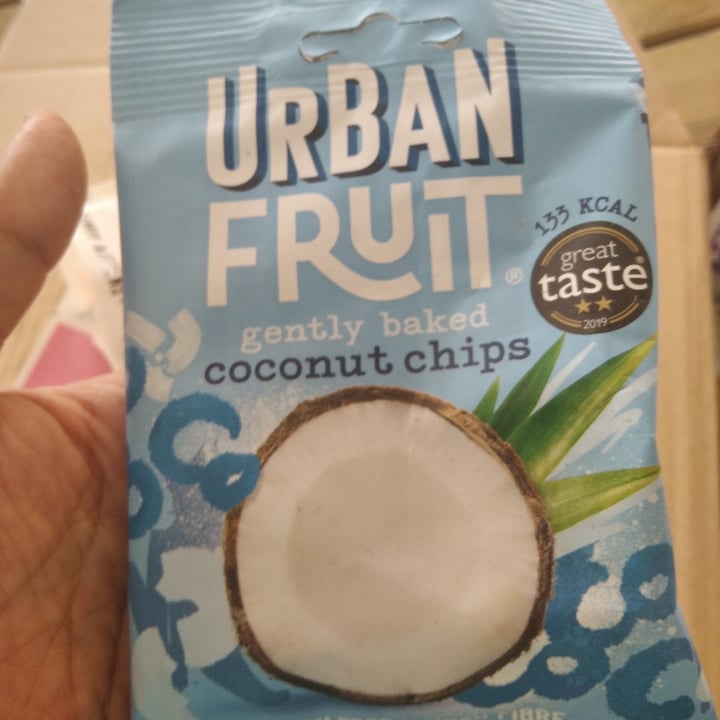 URBAN
FRUiT®
133 KCAL
great
taste®
2019
gently baked
coconut chips